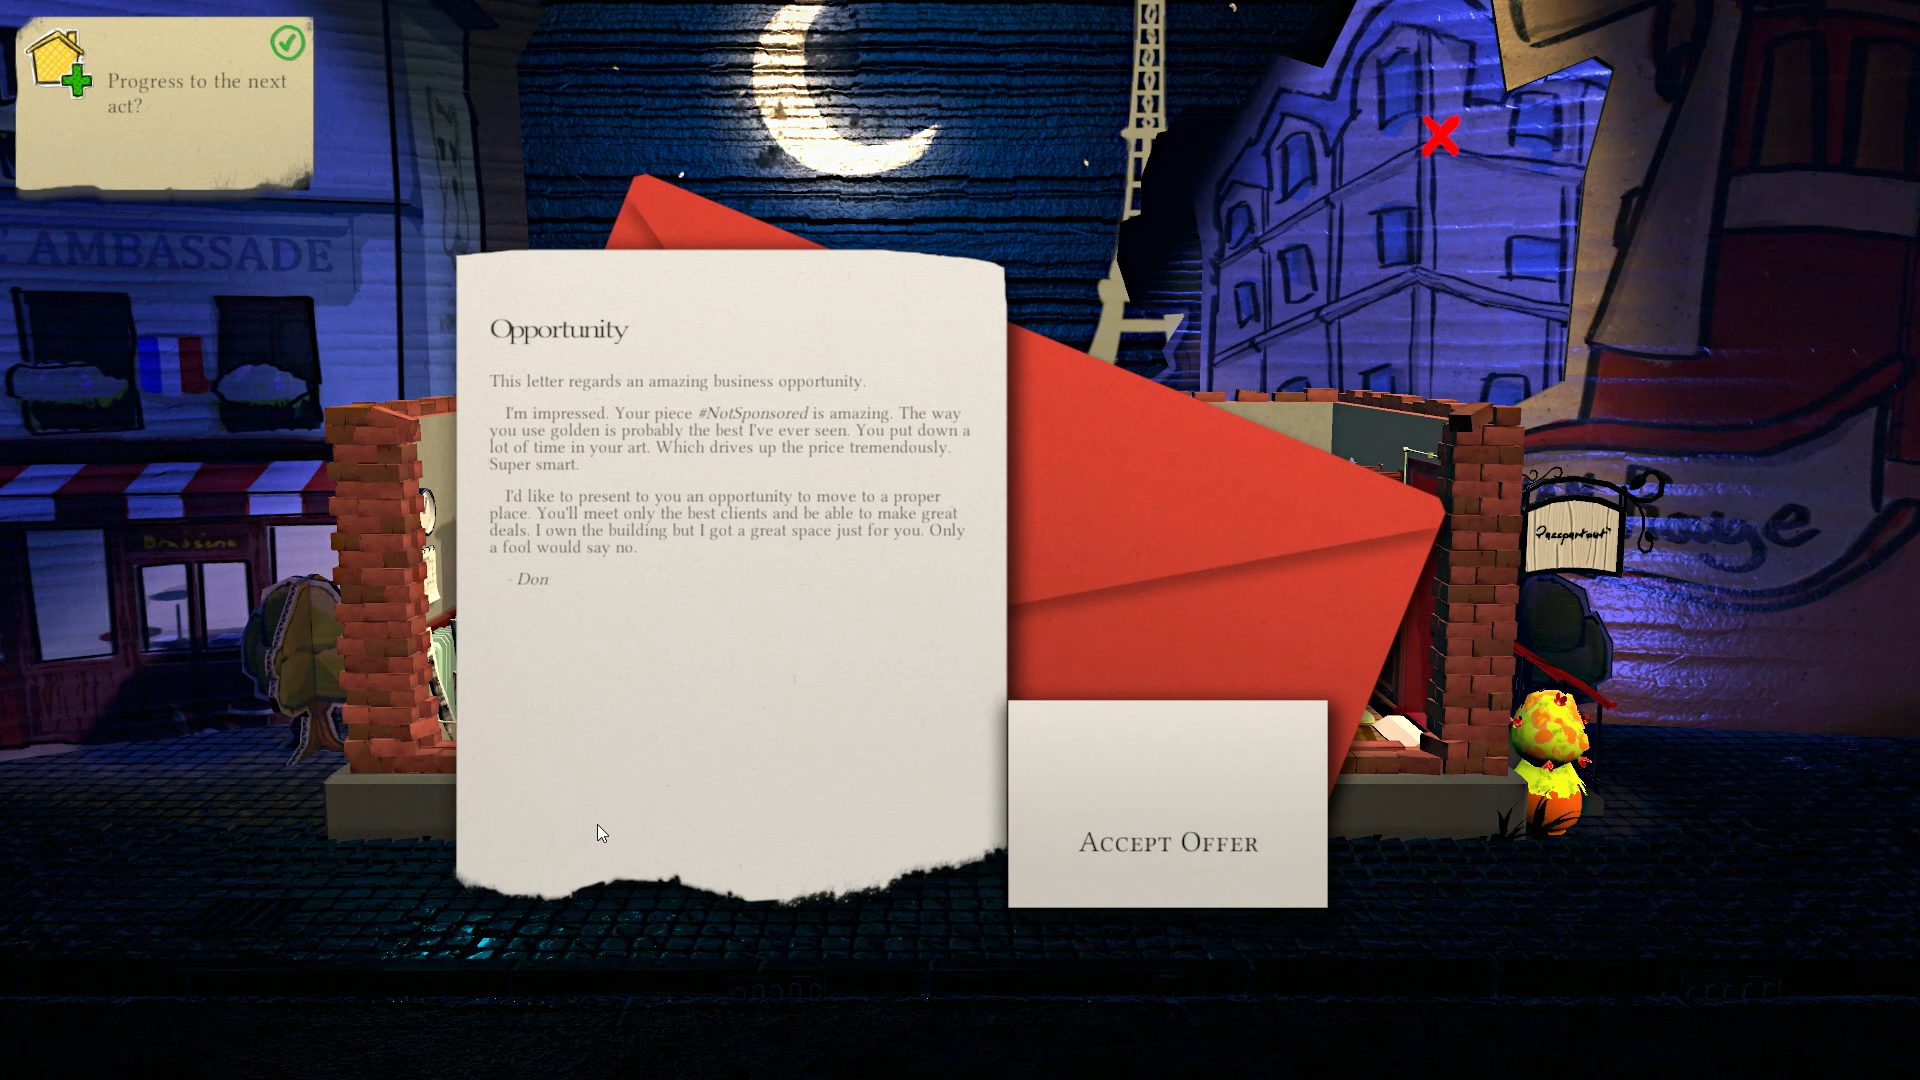 Progress to the next
act?
L'AMBASSADE
Brasserie
Opportunity
This letter regards an amazing business opportunity.
I'm impressed. Your piece #NotSponsored is amazing. The way
you use golden is probably the best I've ever seen. You put down a
lot of time in your art. Which drives up the price tremendously.
Super smart.
I'd like to present to you an opportunity to move to a proper
place. You'll meet only the best clients and be able to make great
deals. I own the building but I got a great space just for you. Only
a fool would say no.
- Don
ACCEPT OFFER
Passpartout